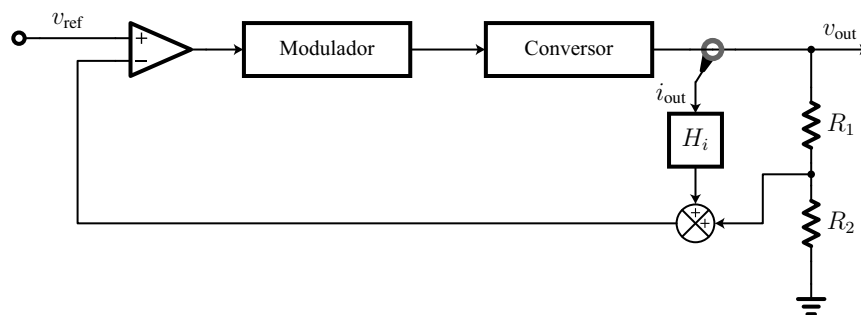 v_ref
+
−
Modulador
Conversor
v_out
i_out
H_i
R_1
+
+
R_2